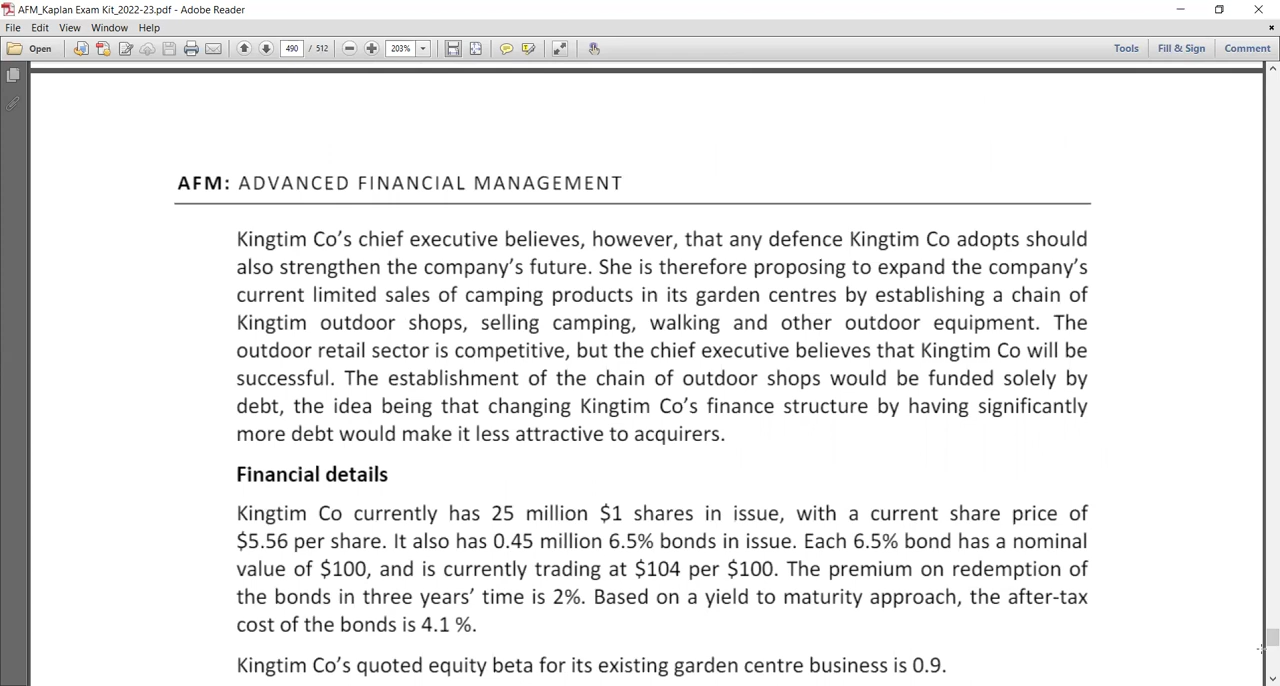 AFM_Kaplan Exam Kit_2022-23.pdf - Adobe Reader
File Edit View Window Help
Open 490 / 512 203% Tools Fill & Sign Comment
AFM: ADVANCED FINANCIAL MANAGEMENT
Kingtim Co's chief executive believes, however, that any defence Kingtim Co adopts should
also strengthen the company's future. She is therefore proposing to expand the company's
current limited sales of camping products in its garden centres by establishing a chain of
Kingtim outdoor shops, selling camping, walking and other outdoor equipment. The
outdoor retail sector is competitive, but the chief executive believes that Kingtim Co will be
successful. The establishment of the chain of outdoor shops would be funded solely by
debt, the idea being that changing Kingtim Co's finance structure by having significantly
more debt would make it less attractive to acquirers.
Financial details
Kingtim Co currently has 25 million $1 shares in issue, with a current share price of
$5.56 per share. It also has 0.45 million 6.5% bonds in issue. Each 6.5% bond has a nominal
value of $100, and is currently trading at $104 per $100. The premium on redemption of
the bonds in three years' time is 2%. Based on a yield to maturity approach, the after-tax
cost of the bonds is 4.1 %.
Kingtim Co's quoted equity beta for its existing garden centre business is 0.9.